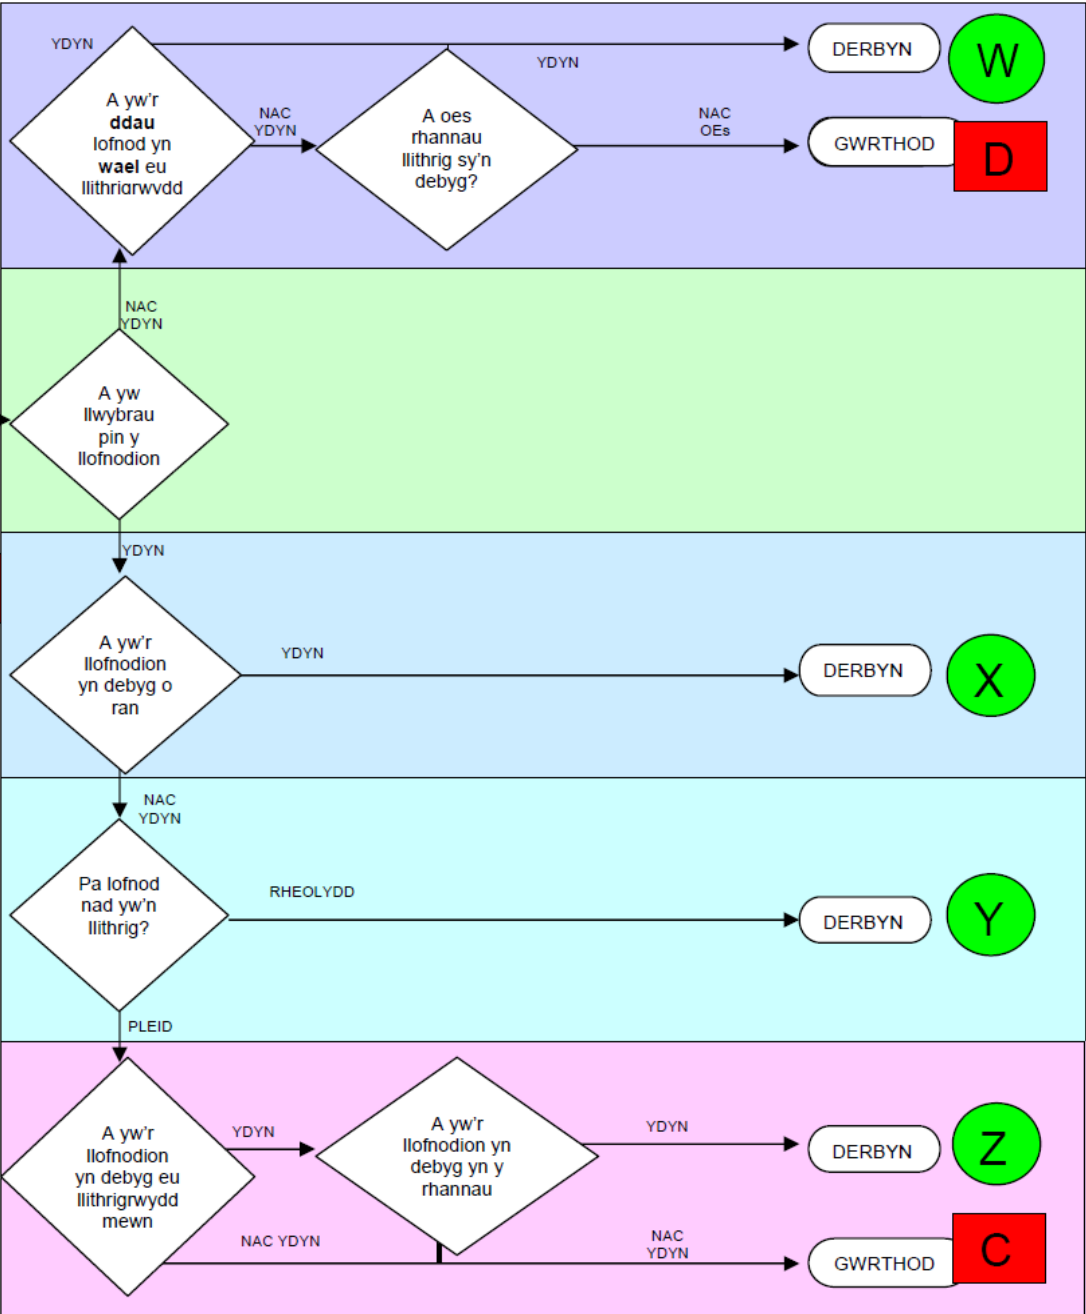 YDYN
A yw'r
ddau
lofnod yn
wael eu
llithrigrwydd
NAC
YDYN
A oes
rhannau
llithrig sy'n
debyg?
YDYN
NAC
OEs
DERBYN
W
GWRTHOD
D
NAC
YDYN
A yw
llwybrau
pin y
llofnodion
YDYN
A yw'r
llofnodion
yn debyg o
ran
YDYN
DERBYN
X
NAC
YDYN
Pa lofnod
nad yw'n
llithrig?
RHEOLYDD
DERBYN
Y
PLEID
A yw'r
llofnodion
yn debyg eu
llithrigrwydd
mewn
YDYN
A yw'r
llofnodion yn
debyg yn y
rhannau
YDYN
DERBYN
Z
NAC YDYN
NAC
YDYN
GWRTHOD
C